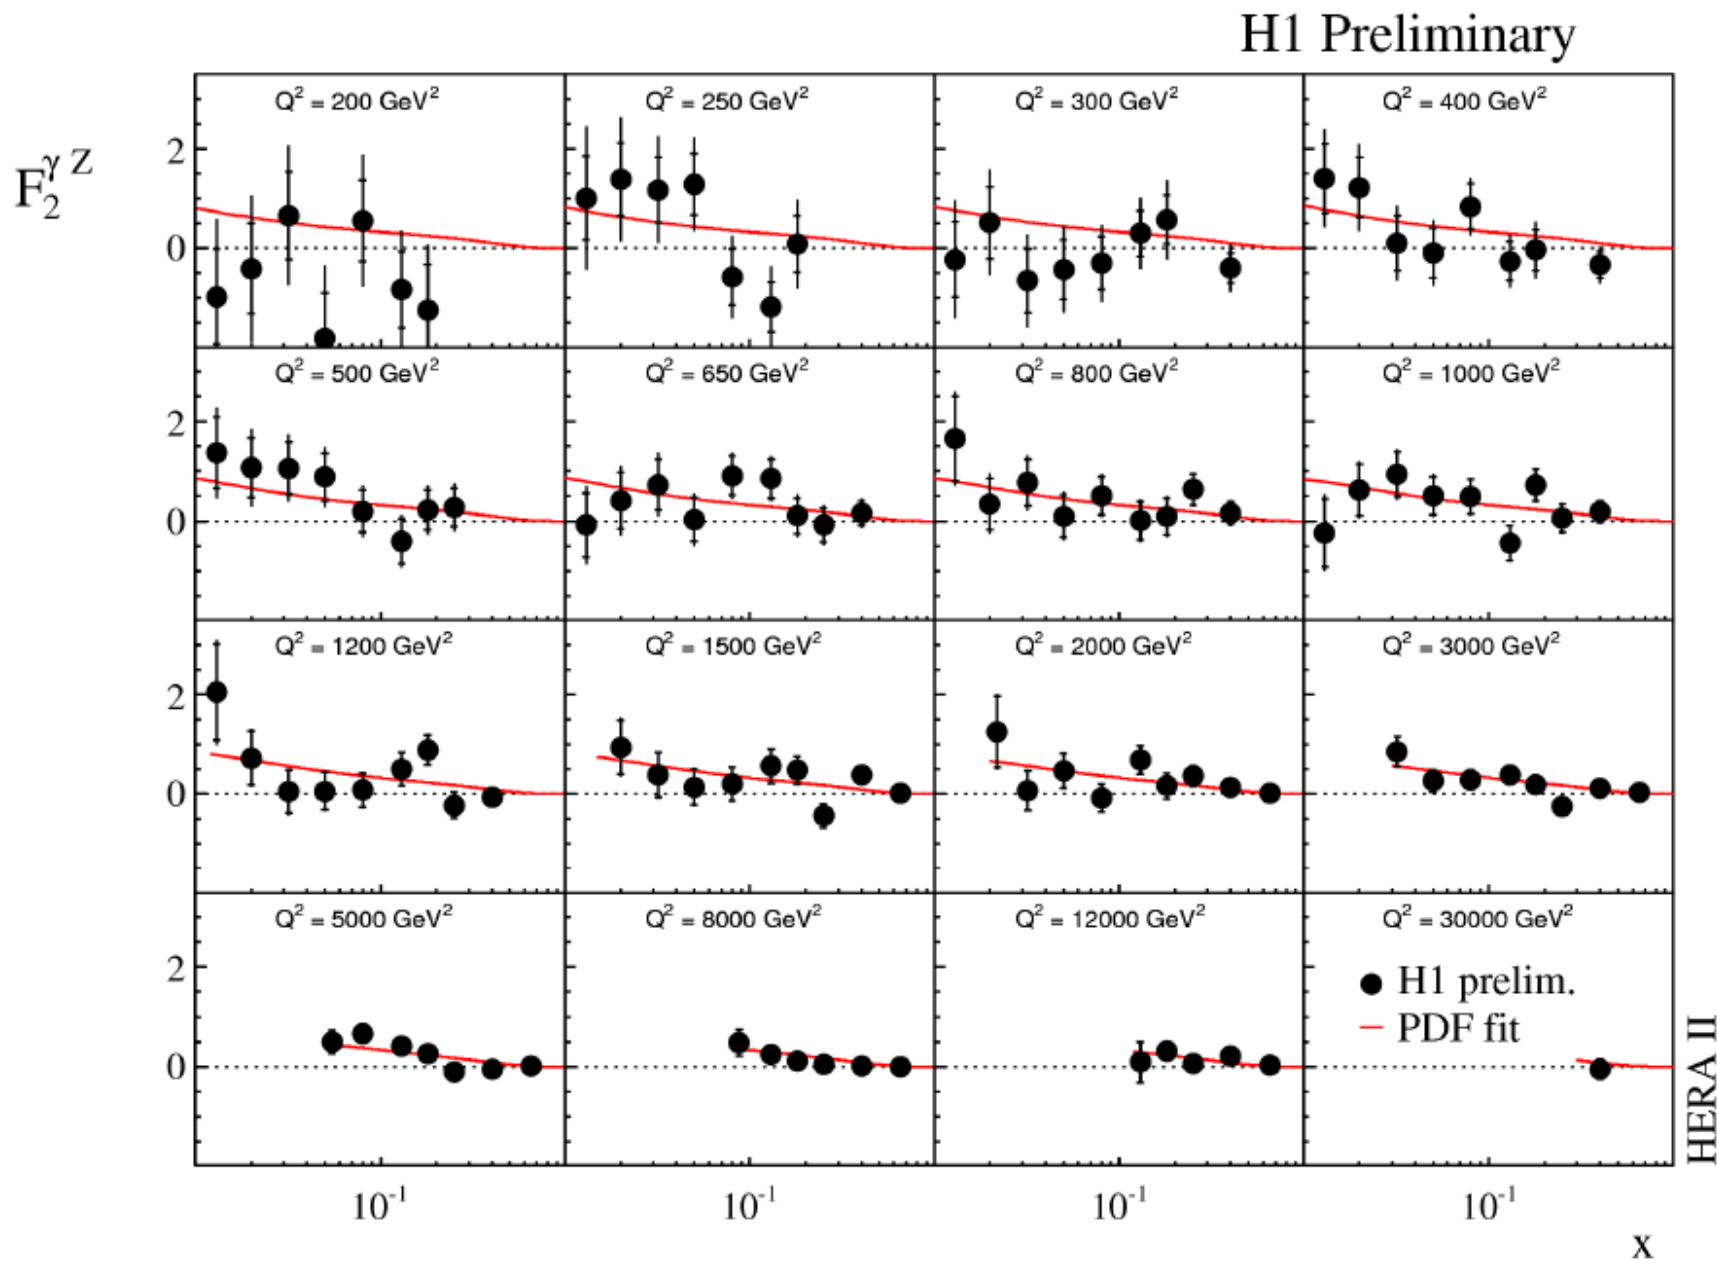 H1 Preliminary
F₂^γ Z
Q² = 200 GeV²
Q² = 250 GeV²
Q² = 300 GeV²
Q² = 400 GeV²
2
0
Q² = 500 GeV²
Q² = 650 GeV²
Q² = 800 GeV²
Q² = 1000 GeV²
2
0
Q² = 1200 GeV²
Q² = 1500 GeV²
Q² = 2000 GeV²
Q² = 3000 GeV²
2
0
Q² = 5000 GeV²
Q² = 8000 GeV²
Q² = 12000 GeV²
Q² = 30000 GeV²
2
0
H1 prelim.
PDF fit
HERA II
10⁻¹
10⁻¹
10⁻¹
10⁻¹
x